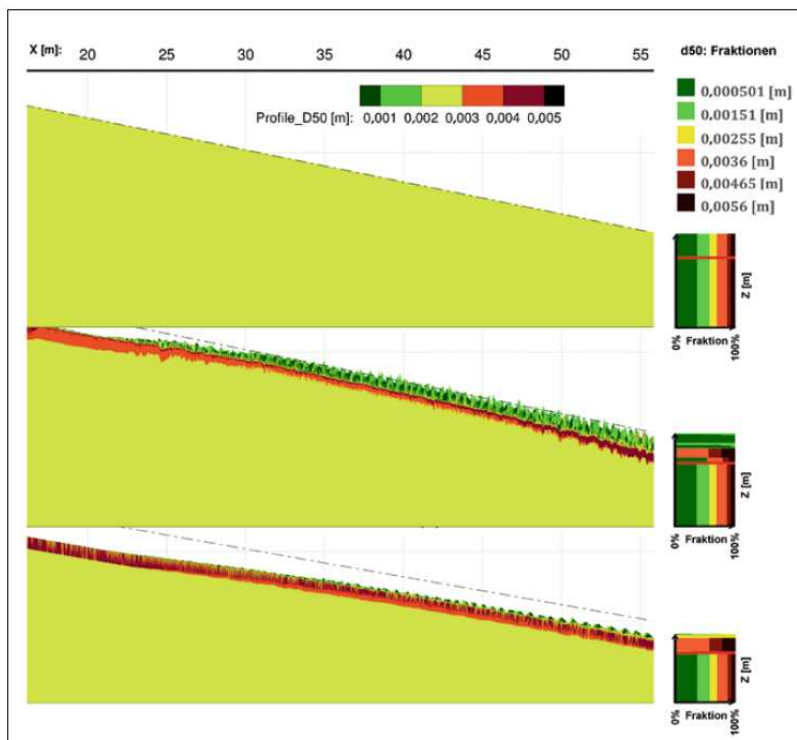 X [m]: 20 25 30 35 40 45 50 55
d50: Fraktionen
Profile_D50 [m]: 0,001 0,002 0,003 0,004 0,005
0,000501 [m]
0,00151 [m]
0,00255 [m]
0,0036 [m]
0,00465 [m]
0,0056 [m]
Z [m]
0% Fraktion 100%
Z [m]
0% Fraktion 100%
Z [m]
0% Fraktion 100%